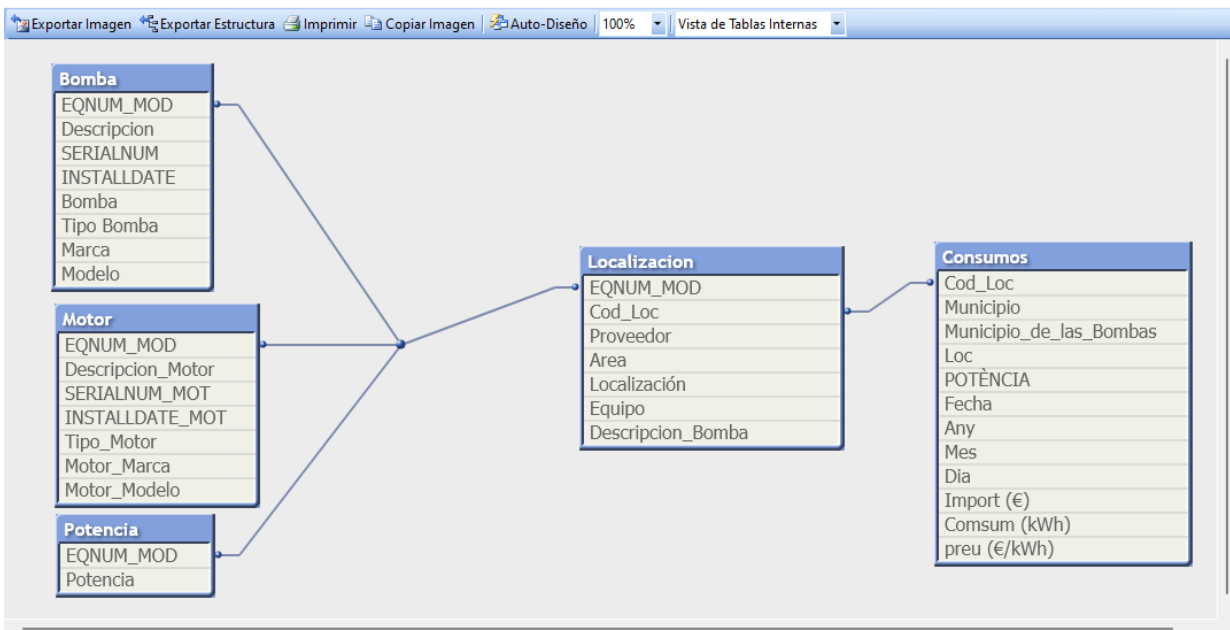 Exportar Imagen Exportar Estructura Imprimir Copiar Imagen Auto-Diseño 100% Vista de Tablas Internas
Bomba
EQNUM_MOD
Descripcion
SERIALNUM
INSTALLDATE
Bomba
Tipo Bomba
Marca
Modelo
Motor
EQNUM_MOD
Descripcion_Motor
SERIALNUM_MOT
INSTALLDATE_MOT
Tipo_Motor
Motor_Marca
Motor_Modelo
Potencia
EQNUM_MOD
Potencia
Localizacion
EQNUM_MOD
Cod_Loc
Proveedor
Area
Localización
Equipo
Descripcion_Bomba
Consumos
Cod_Loc
Municipio
Municipio_de_las_Bombas
Loc
POTÈNCIA
Fecha
Any
Mes
Dia
Import (€)
Comsum (kWh)
preu (€/kWh)